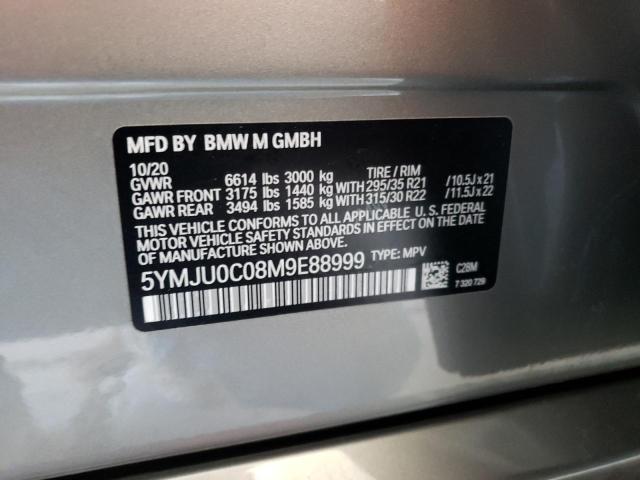 MFD BY BMW M GMBH
10/20
GVWR 6614 lbs 3000 kg TIRE / RIM
GAWR FRONT 3175 lbs 1440 kg WITH 295/35 R21 /10.5J x 21
GAWR REAR 3494 lbs 1585 kg WITH 315/30 R22 /11.5J x 22
THIS VEHICLE CONFORMS TO ALL APPLICABLE U.S. FEDERAL
MOTOR VEHICLE SAFETY STANDARDS IN EFFECT ON THE DATE
OF MANUFACTURE SHOWN ABOVE.
5YMJU0C08M9E88999 TYPE: MPV
C28M
7 320 729